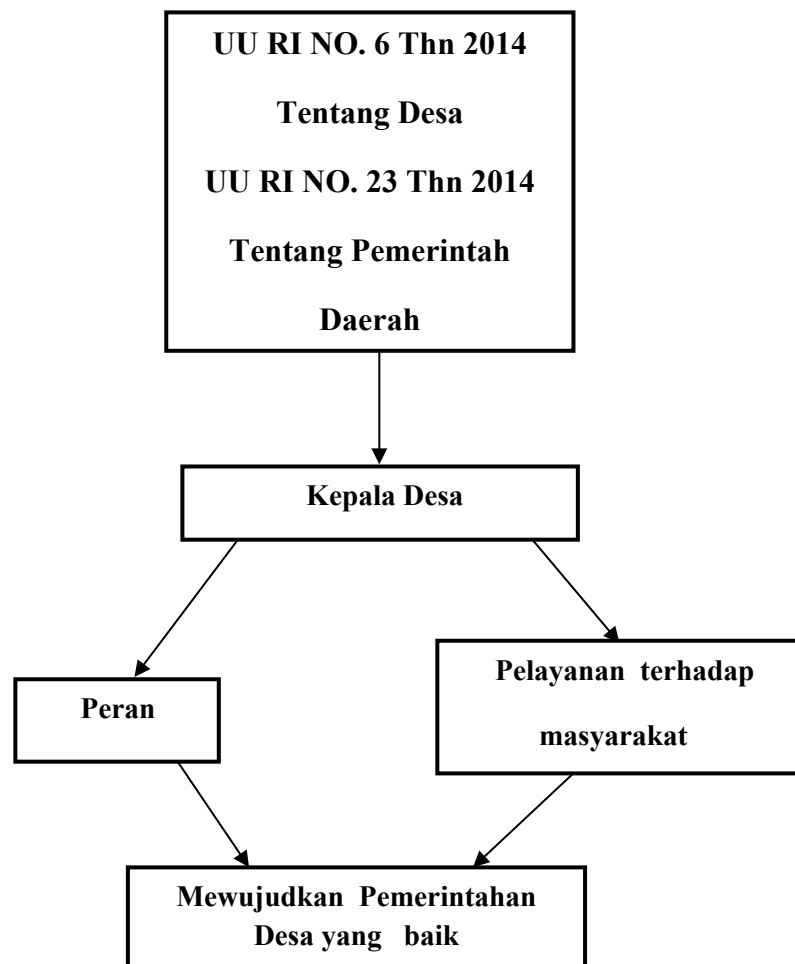 UU RI NO. 6 Thn 2014
Tentang Desa
UU RI NO. 23 Thn 2014
Tentang Pemerintah
Daerah
Kepala Desa
Peran
Pelayanan terhadap
masyarakat
Mewujudkan Pemerintahan
Desa yang baik